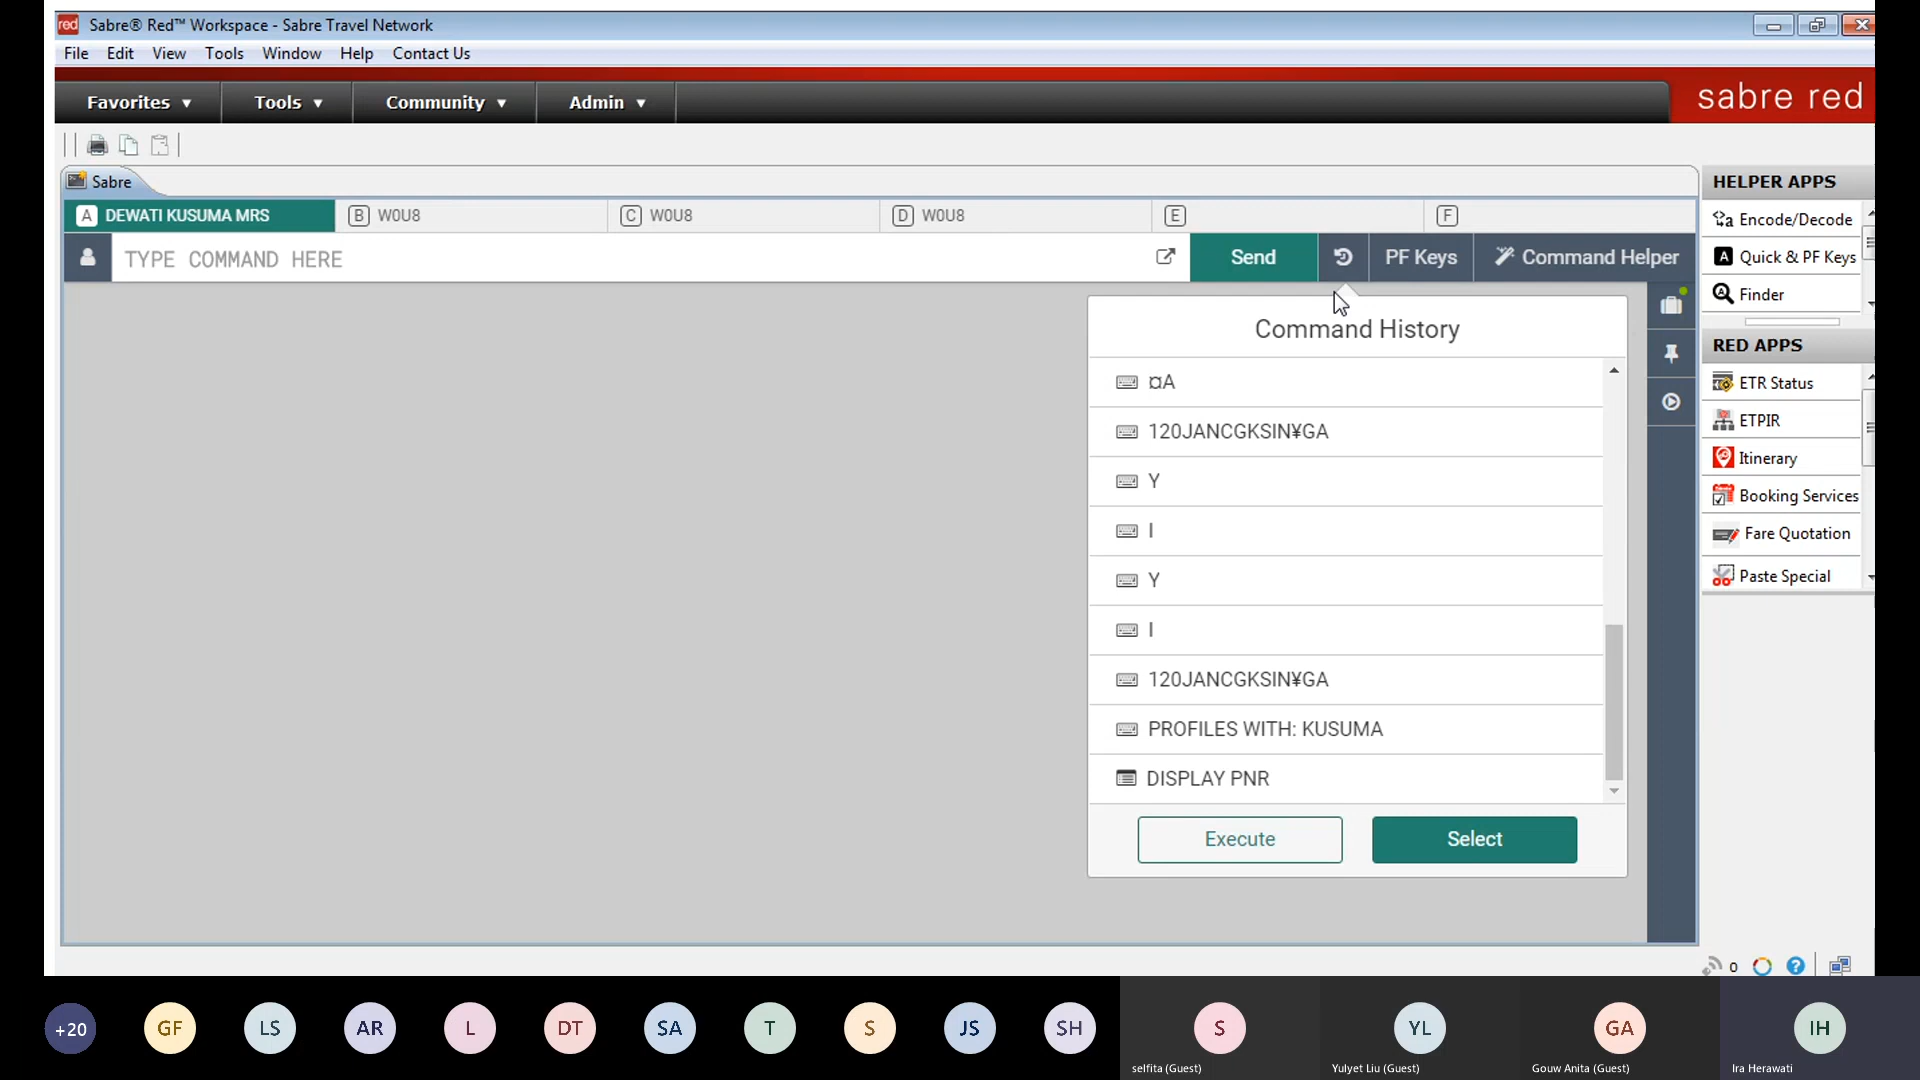 red Sabre® Red™ Workspace - Sabre Travel Network
File Edit View Tools Window Help Contact Us
Favorites ▼ Tools ▼ Community ▼ Admin ▼ sabre red
Sabre
A DEWATI KUSUMA MRS B W0U8 C W0U8 D W0U8 E F
TYPE COMMAND HERE Send PF Keys Command Helper
Command History
¤A
120JANCGKSIN¥GA
Y
I
Y
I
120JANCGKSIN¥GA
PROFILES WITH: KUSUMA
DISPLAY PNR
Execute Select
HELPER APPS
Encode/Decode
A Quick & PF Keys
Finder
RED APPS
ETR Status
ETPIR
Itinerary
Booking Services
Fare Quotation
Paste Special
0 ?
+20 GF LS AR L DT SA T S JS SH S YL GA IH
selfita (Guest) Yulyet Liu (Guest) Gouw Anita (Guest) Ira Herawati